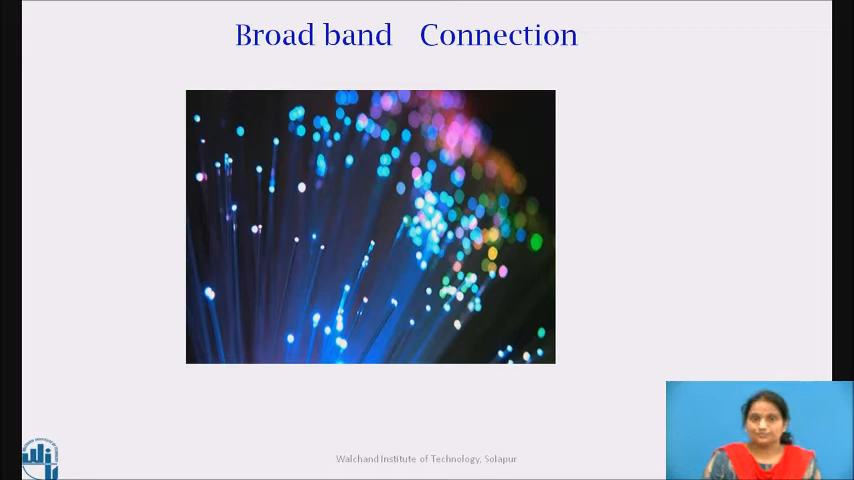 Broad band Connection
Walchand Institute of Technology, Solapur